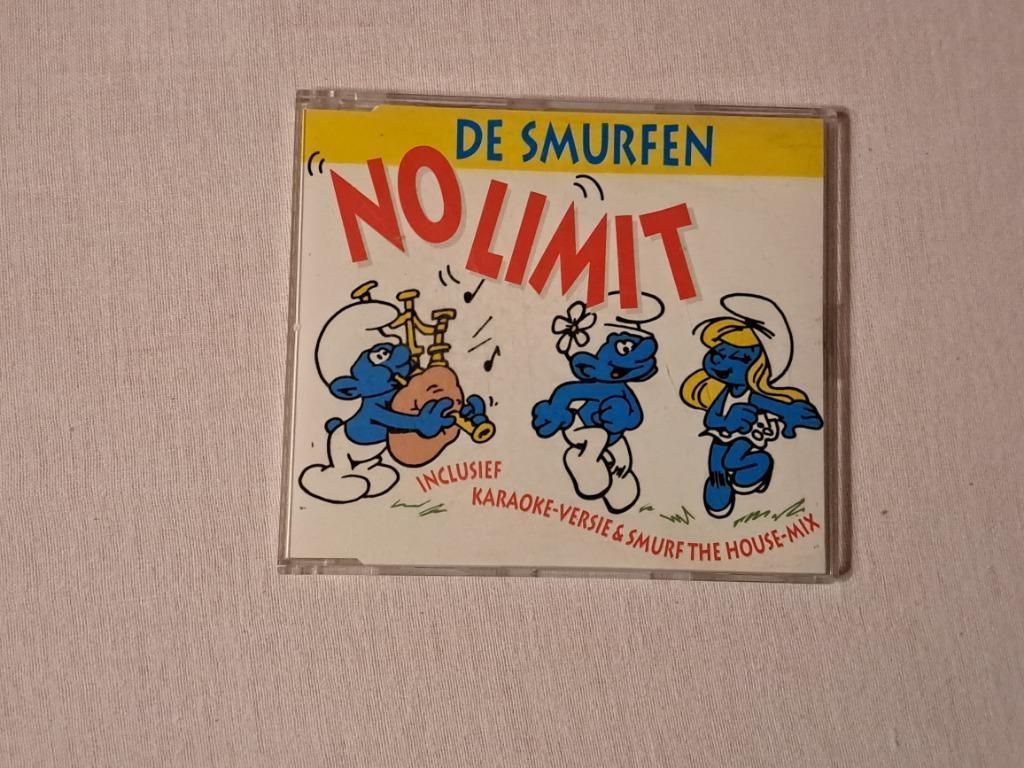 DE SMURFEN
NO LIMIT
INCLUSIEF
KARAOKE-VERSIE & SMURF THE HOUSE-MIX